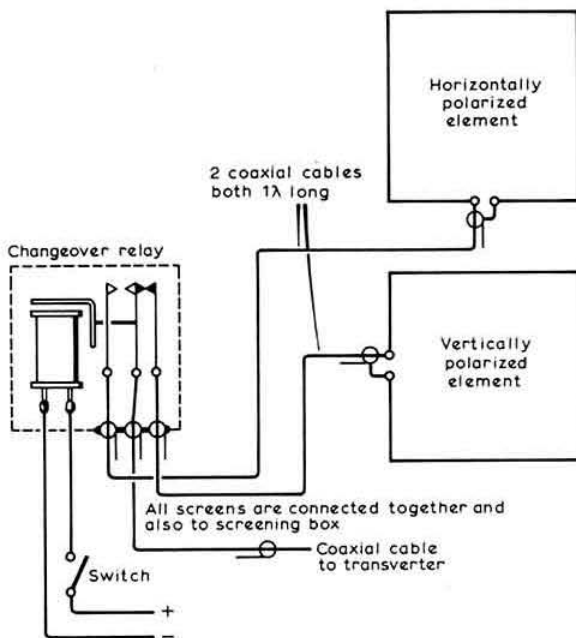 Horizontally
polarized
element
2 coaxial cables
both 1λ long
Changeover relay
Vertically
polarized
element
All screens are connected together and
also to screening box
Coaxial cable
to transverter
Switch
+
−